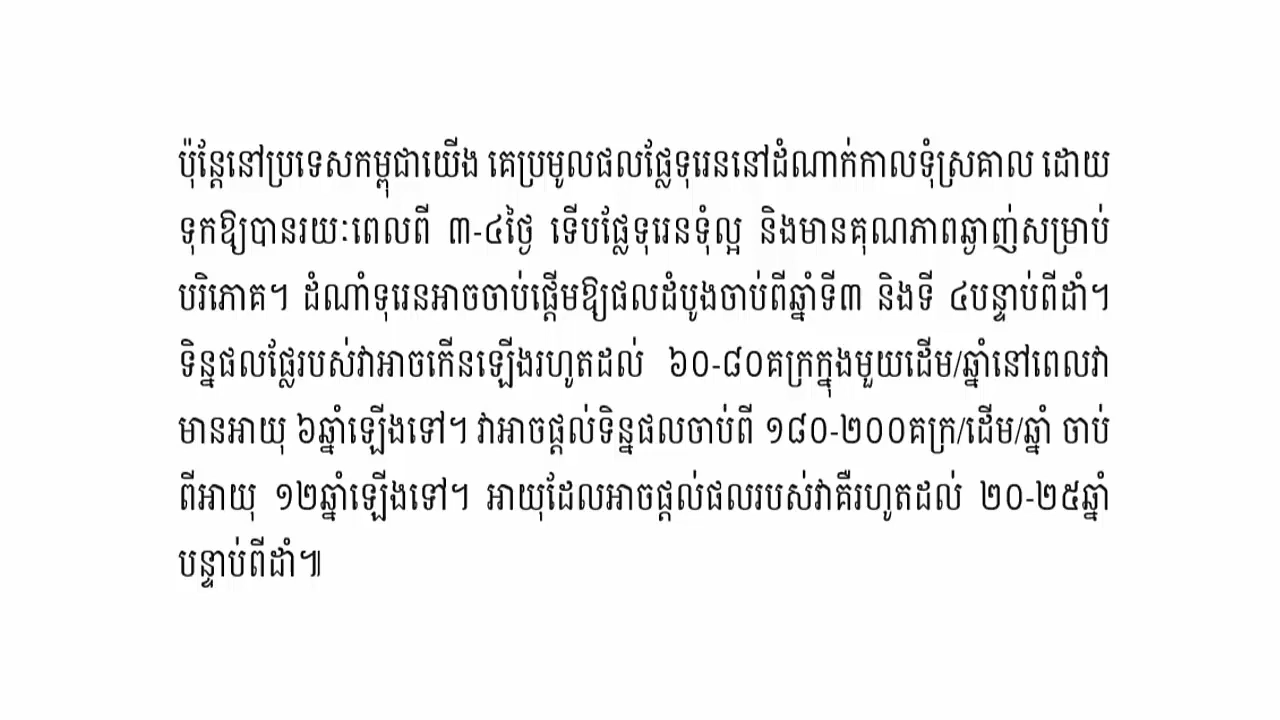 ប៉ុន្តែនៅប្រទេសកម្ពុជាយើង គេប្រមូលផលផ្លែទុរេននៅដំណាក់កាលទុំស្រគាល ដោយ
ទុកឱ្យបានរយៈពេលពី ៣-៤ថ្ងៃ ទើបផ្លែទុរេនទុំល្អ និងមានគុណភាពឆ្ងាញ់សម្រាប់
បរិភោគ។ ដំណាំទុរេនអាចចាប់ផ្តើមឱ្យផលដំបូងចាប់ពីឆ្នាំទី៣ និងទី ៤បន្ទាប់ពីដាំ។
ទិន្នផលផ្លែរបស់វាអាចកើនឡើងរហូតដល់ ៦០-៨០គក្រក្នុងមួយដើម/ឆ្នាំនៅពេលវា
មានអាយុ ៦ឆ្នាំឡើងទៅ។ វាអាចផ្តល់ទិន្នផលចាប់ពី ១៨០-២០០គក្រ/ដើម/ឆ្នាំ ចាប់
ពីអាយុ ១២ឆ្នាំឡើងទៅ។ អាយុដែលអាចផ្តល់ផលរបស់វាគឺរហូតដល់ ២០-២៥ឆ្នាំ
បន្ទាប់ពីដាំ៕